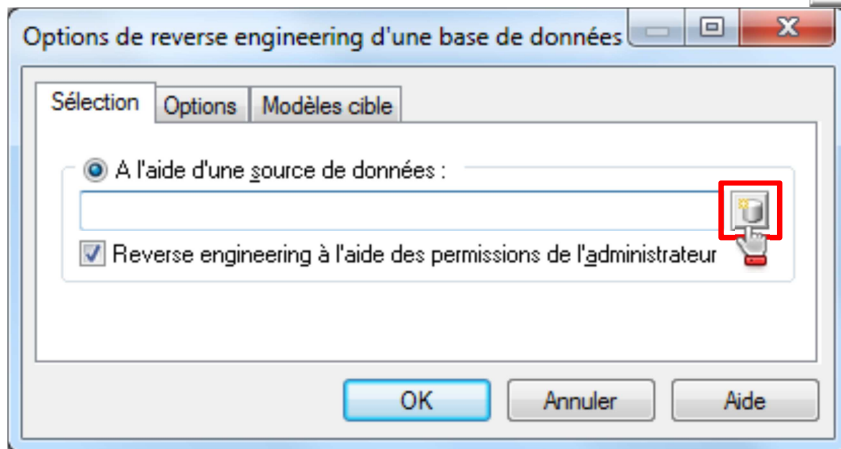 Options de reverse engineering d'une base de données
Sélection Options Modèles cible
A l'aide d'une source de données :
Reverse engineering à l'aide des permissions de l'administrateur
OK Annuler Aide